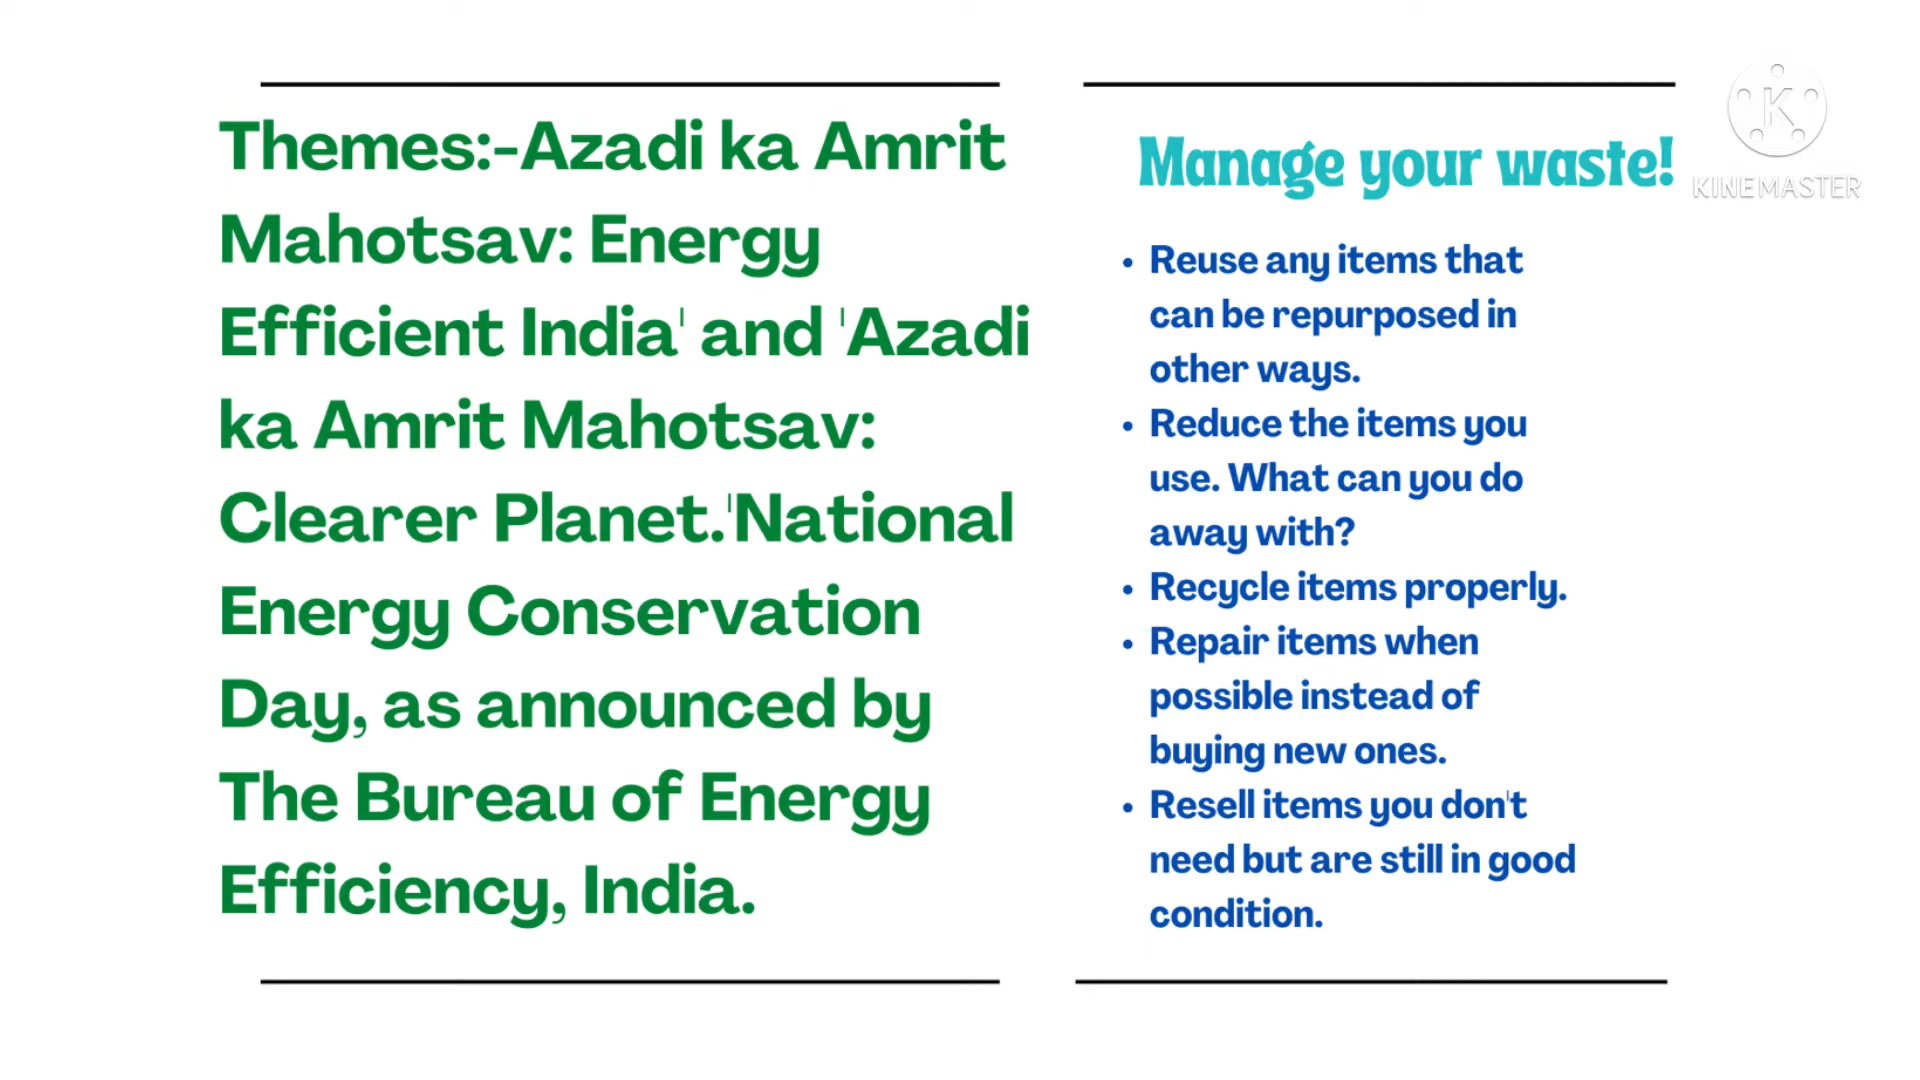 Themes:-Azadi ka Amrit
Mahotsav: Energy
Efficient India' and 'Azadi
ka Amrit Mahotsav:
Clearer Planet.'National
Energy Conservation
Day, as announced by
The Bureau of Energy
Efficiency, India.
Manage your waste!
• Reuse any items that
can be repurposed in
other ways.
• Reduce the items you
use. What can you do
away with?
• Recycle items properly.
• Repair items when
possible instead of
buying new ones.
• Resell items you don't
need but are still in good
condition.
K
KINEMASTER